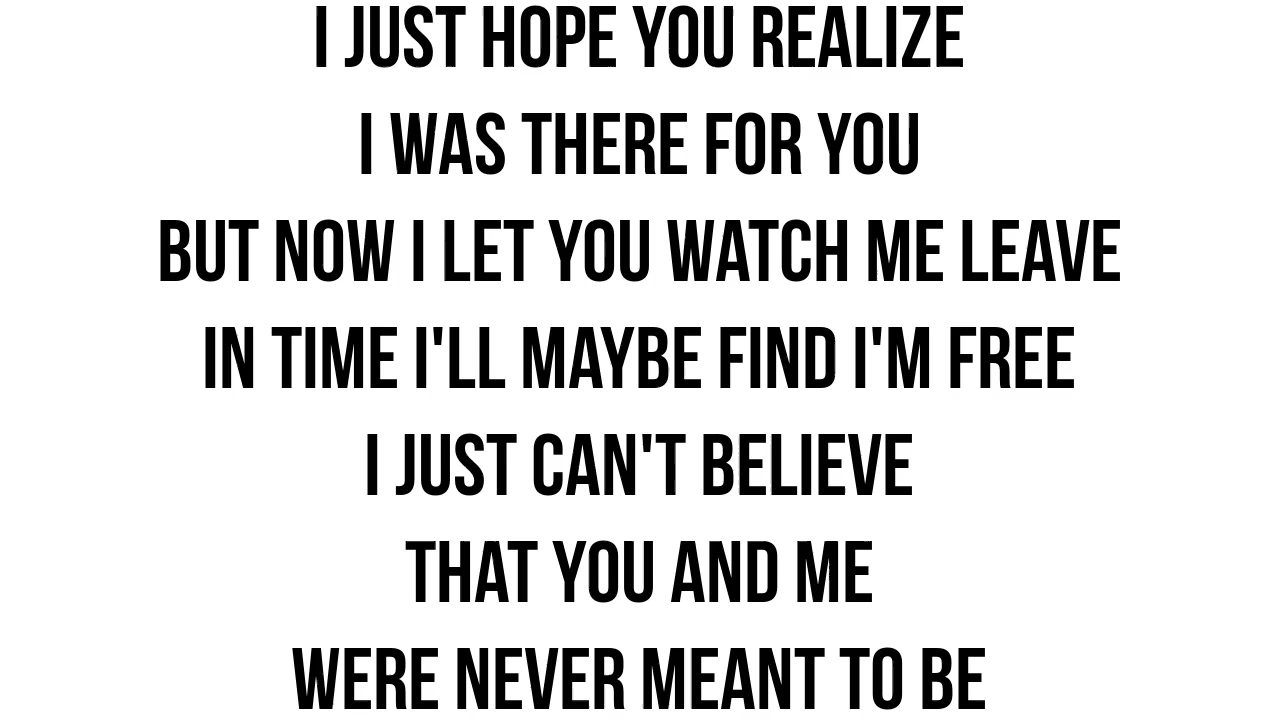 I JUST HOPE YOU REALIZE
I WAS THERE FOR YOU
BUT NOW I LET YOU WATCH ME LEAVE
IN TIME I'LL MAYBE FIND I'M FREE
I JUST CAN'T BELIEVE
THAT YOU AND ME
WERE NEVER MEANT TO BE